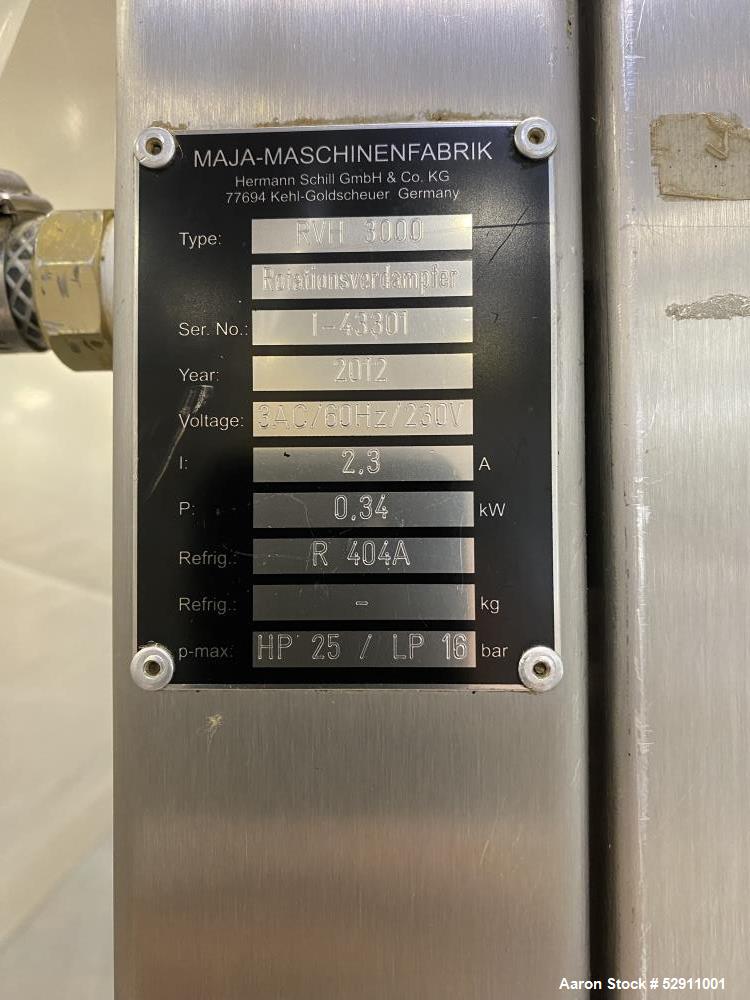 MAJA-MASCHINENFABRIK
Hermann Schill GmbH & Co. KG
77694 Kehl-Goldscheuer Germany
Type: RVH 3000
Rotationsverdampfer
Ser. No.: I-43301
Year: 2012
Voltage: 3AC/60Hz/230V
I: 2,3 A
P: 0,34 kW
Refrig.: R 404A
Refrig.: - kg
p-max: HP 25 / LP 16 bar
Aaron Stock # 52911001